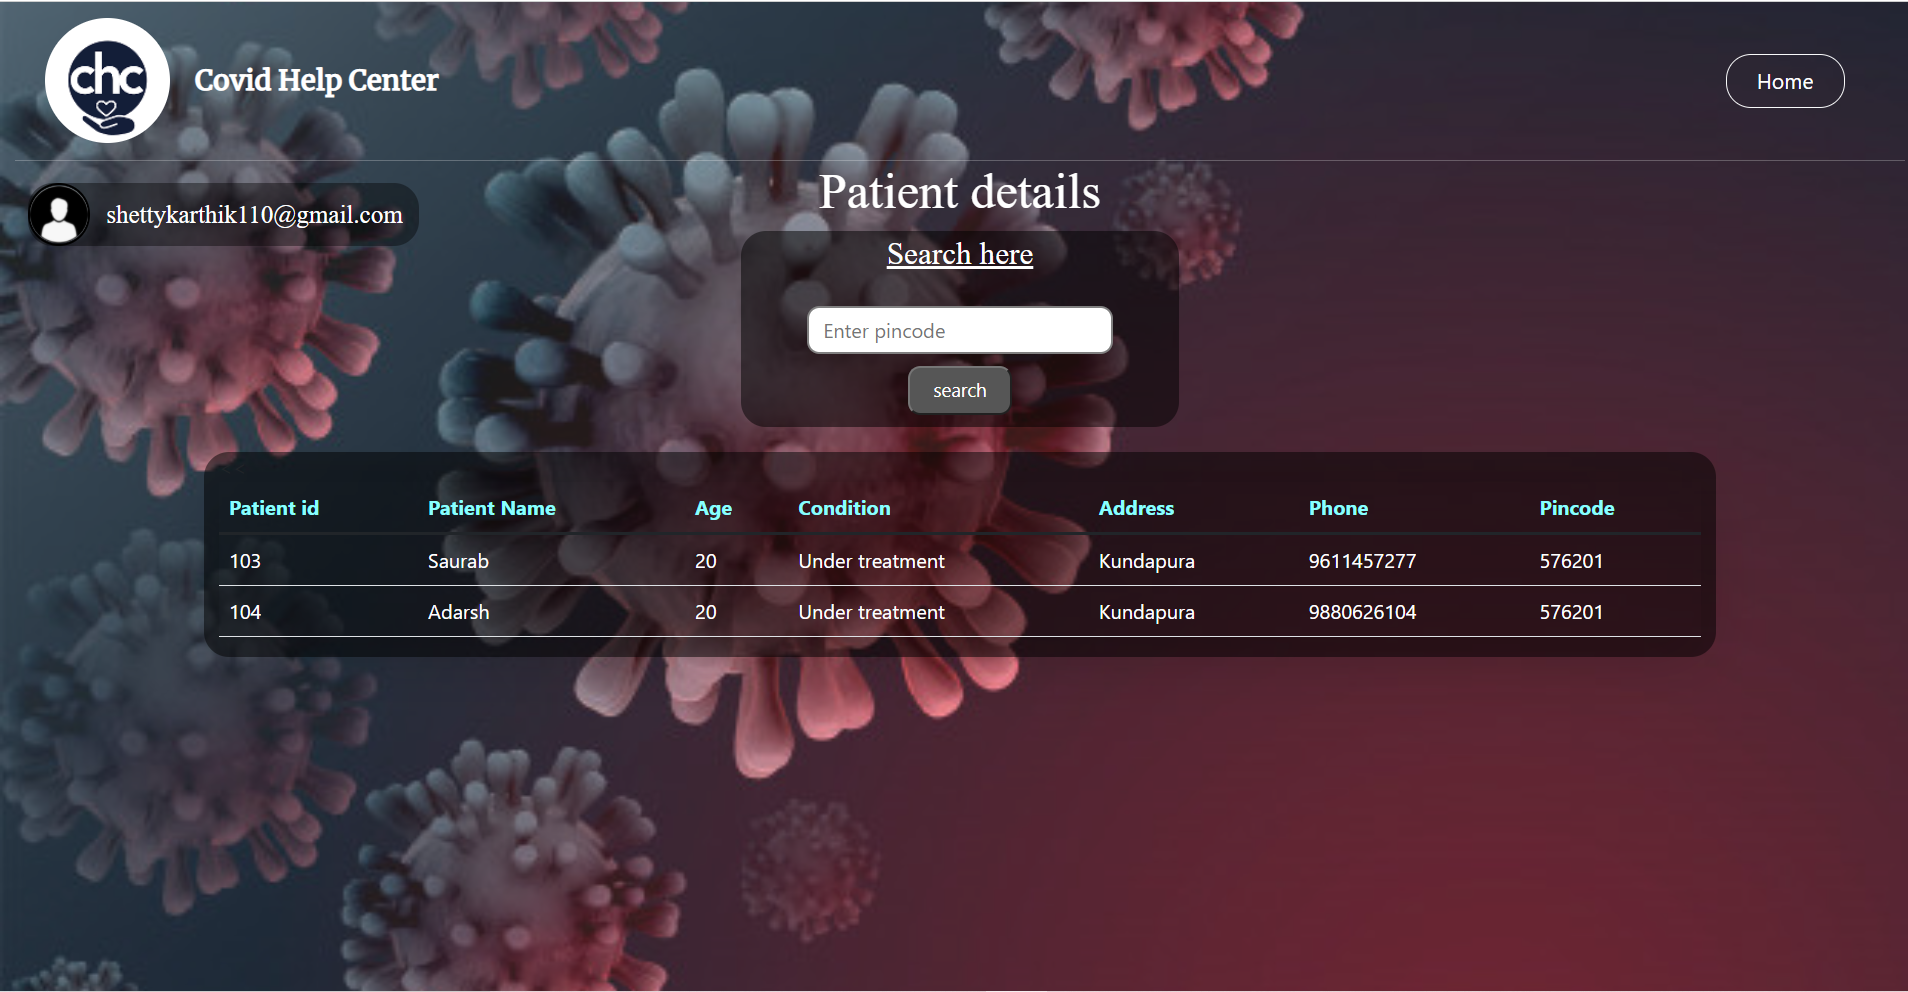 chc
Covid Help Center
Home
shettykarthik110@gmail.com
Patient details
Search here
Enter pincode
search
Patient id Patient Name Age Condition Address Phone Pincode
103 Saurab 20 Under treatment Kundapura 9611457277 576201
104 Adarsh 20 Under treatment Kundapura 9880626104 576201